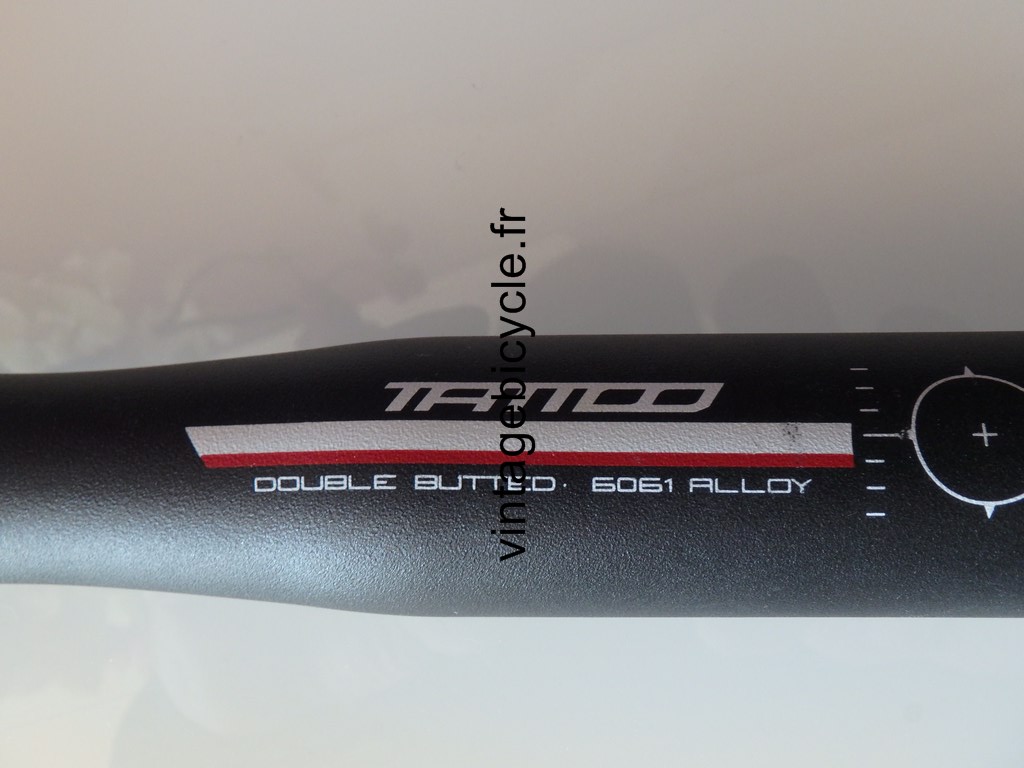 TATTOO
DOUBLE BUTTED · 6061 ALLOY
vintagebicycle.fr